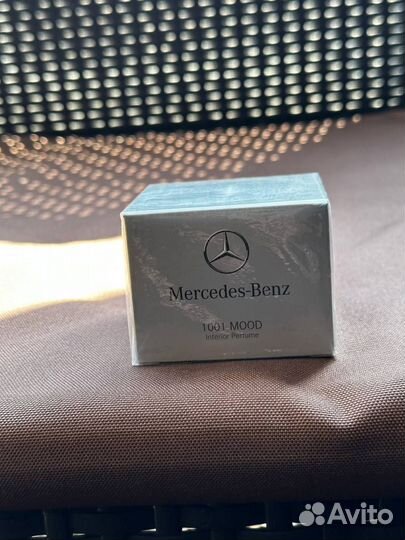 Mercedes-Benz
1001 MOOD
Interior Perfume
Avito